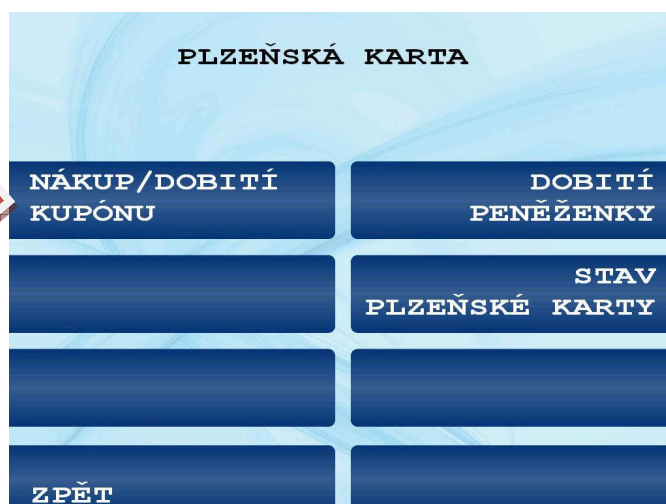 PLZEŇSKÁ KARTA
NÁKUP/DOBITÍ
KUPÓNU
DOBITÍ
PENĚŽENKY
STAV
PLZEŇSKÉ KARTY
ZPĚT